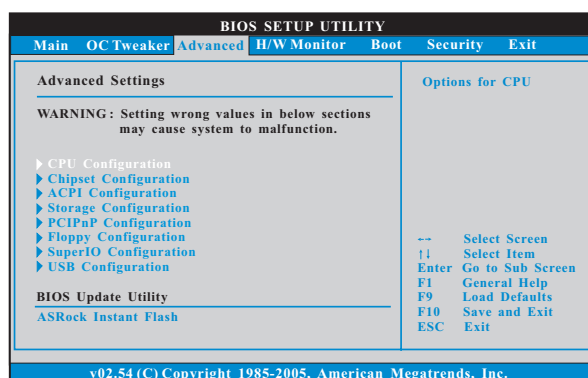 BIOS SETUP UTILITY
Main OC Tweaker Advanced H/W Monitor Boot Security Exit
Advanced Settings
WARNING : Setting wrong values in below sections
may cause system to malfunction.
CPU Configuration
Chipset Configuration
ACPI Configuration
Storage Configuration
PCIPnP Configuration
Floppy Configuration
SuperIO Configuration
USB Configuration
BIOS Update Utility
ASRock Instant Flash
Options for CPU
←→ Select Screen
↑↓ Select Item
Enter Go to Sub Screen
F1 General Help
F9 Load Defaults
F10 Save and Exit
ESC Exit
v02.54 (C) Copyright 1985-2005, American Megatrends, Inc.